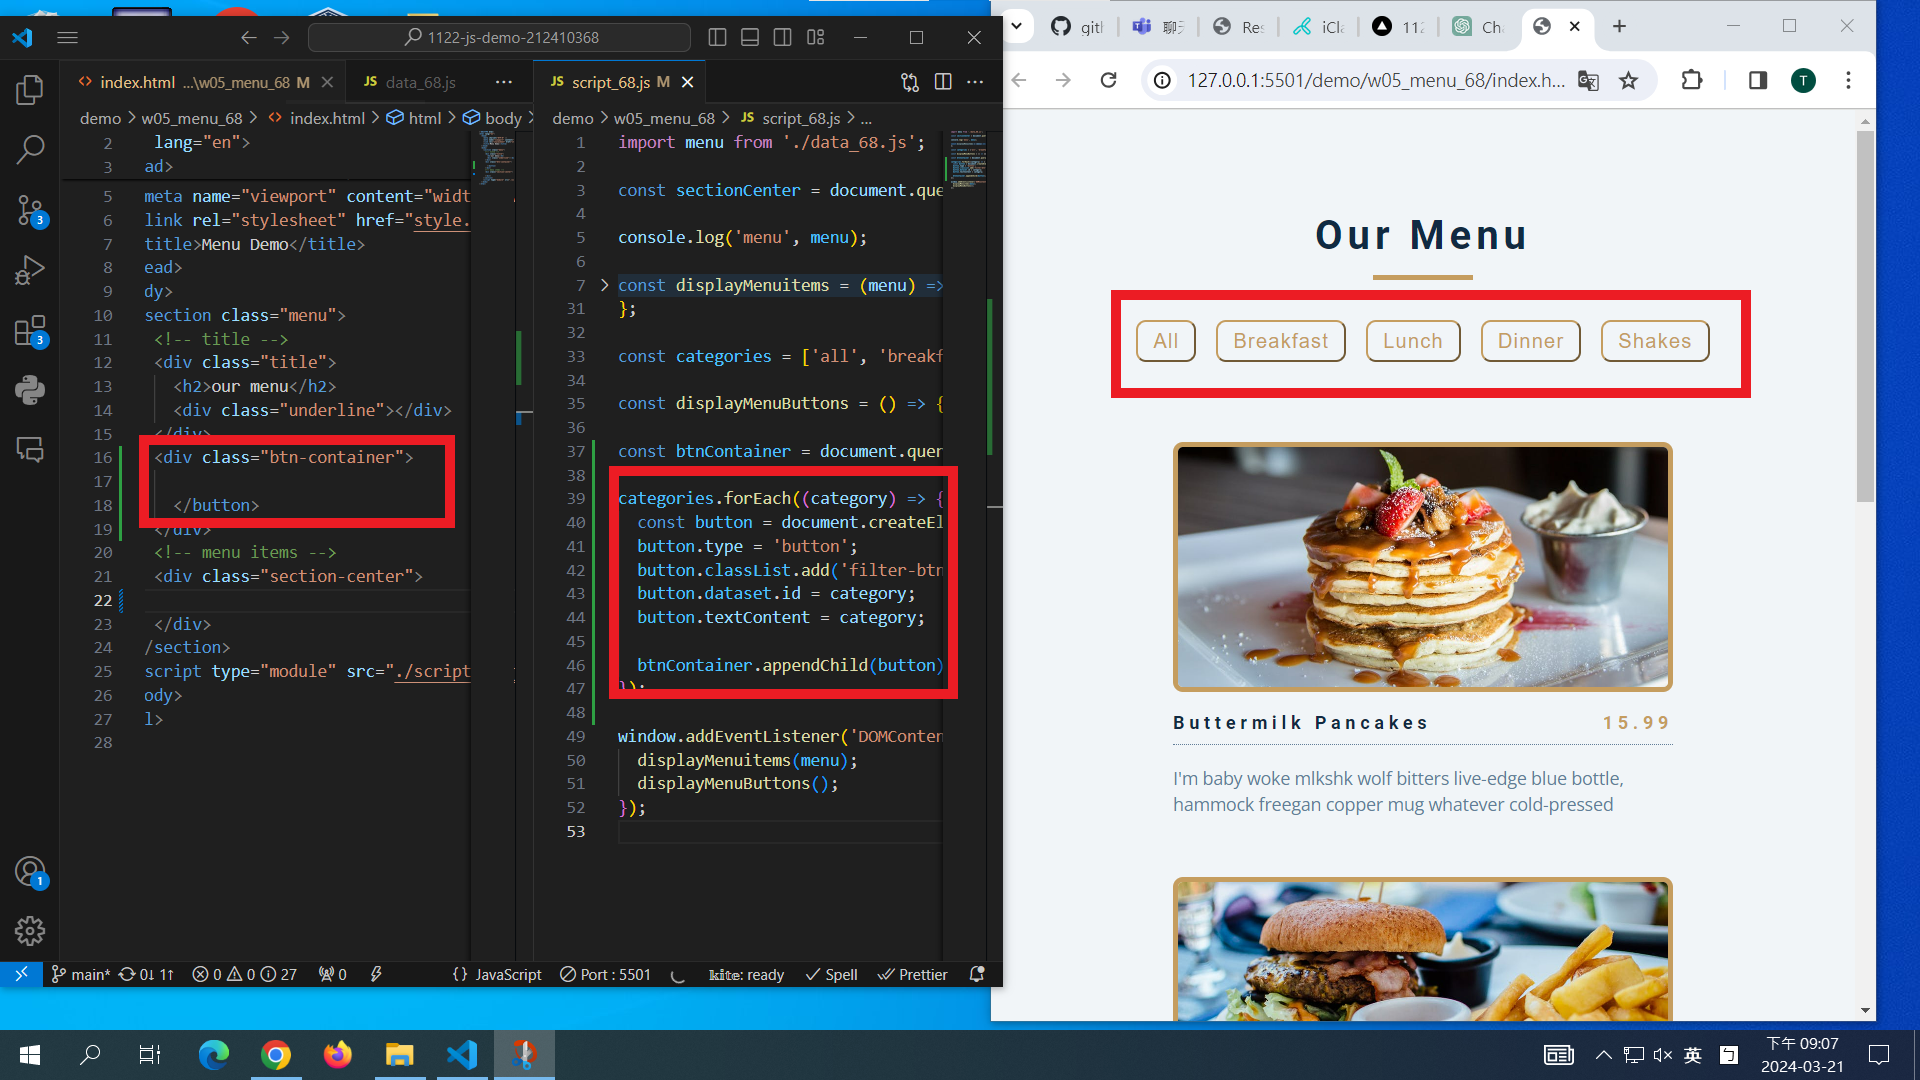 1122-js-demo-212410368
index.html ...\w05_menu_68 M
JS data_68.js
JS script_68.js M
demo > w05_menu_68 > index.html > html > body >
2 lang="en">
3 ad>
5 meta name="viewport" content="widt
6 link rel="stylesheet" href="style.
7 title>Menu Demo</title>
8 ead>
9 dy>
10 section class="menu">
11 <!-- title -->
12 <div class="title">
13 <h2>our menu</h2>
14 <div class="underline"></div>
15 </div>
16 <div class="btn-container">
17
18 </button>
19 </div>
20 <!-- menu items -->
21 <div class="section-center">
22
23 </div>
24 /section>
25 script type="module" src="./script
26 ody>
27 l>
28
demo > w05_menu_68 > JS script_68.js > ...
1 import menu from './data_68.js';
2
3 const sectionCenter = document.que
4
5 console.log('menu', menu);
6
7 const displayMenuitems = (menu) =>
31 };
32
33 const categories = ['all', 'breakf
34
35 const displayMenuButtons = () => {
36
37 const btnContainer = document.quer
38
39 categories.forEach((category) => {
40 const button = document.createEl
41 button.type = 'button';
42 button.classList.add('filter-btn
43 button.dataset.id = category;
44 button.textContent = category;
45
46 btnContainer.appendChild(button)
47 });
48
49 window.addEventListener('DOMConten
50 displayMenuitems(menu);
51 displayMenuButtons();
52 });
53
3
3
1
main* 0↓ 1↑ 0 0 27 0 {} JavaScript Port : 5501 kite: ready Spell Prettier
gith 聊天 Res iCla 112 Cha
127.0.0.1:5501/demo/w05_menu_68/index.h... T
Our Menu
All Breakfast Lunch Dinner Shakes
Buttermilk Pancakes 15.99
I'm baby woke mlkshk wolf bitters live-edge blue bottle,
hammock freegan copper mug whatever cold-pressed
英 ㄅ
下午 09:07
2024-03-21